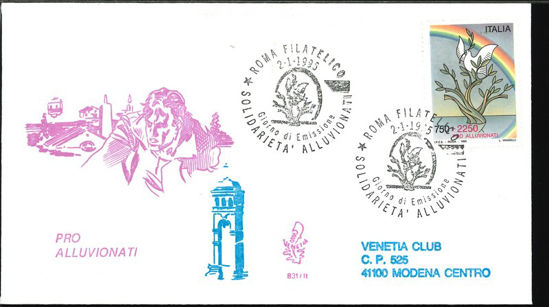 ITALIA
750+2250
ROMA FILATELICO
2-1-1995
Giorno di Emissione
SOLIDARIETA' ALLUVIONATI
ROMA FILATELICO
2-1-1995
Giorno di Emissione
SOLIDARIETA' ALLUVIONATI
PRO
ALLUVIONATI
831/II
VENETIA CLUB
C. P. 525
41100 MODENA CENTRO